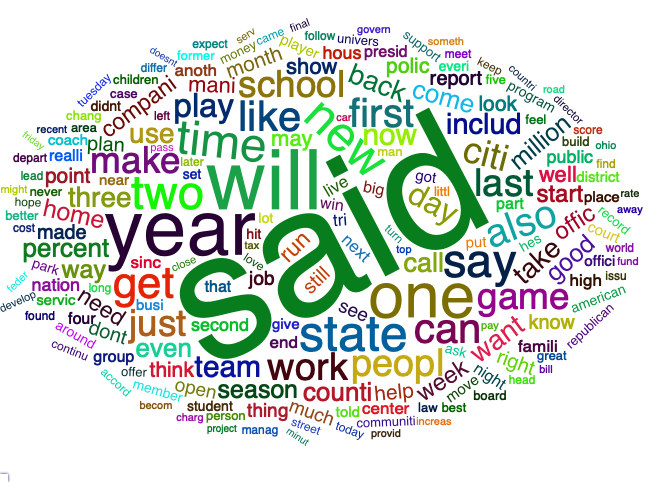 final
serv came follow govern
someth
expect money player univers support meet
doesnt former hous presid keep
differ anoth show polic everi countri
tuesday children mani month back report five program
case compani school come look road
chang didnt left play like first car includ feel director
recent area use time may new now million score
friday coach plan pass man citi build ohio
depart realli make later public find
lead point near set will live big got littl last well district
might never three two day start place rate
hope home year win said part record away
better lot tri also offic
cost made hit run next turn put hes court
percent tax top call say take good world
park way sinc close love still that job offici fund
feder nation long get see one game high issu
develop servic need busi american
found four dont just second give state can pay know republican
around even end want famili
continu group think team work peopl ask right great
accord offer member open season counti help week night head bill
becom student thing much told center move board
charg person law best
project manag street today communiti increas
minut provid